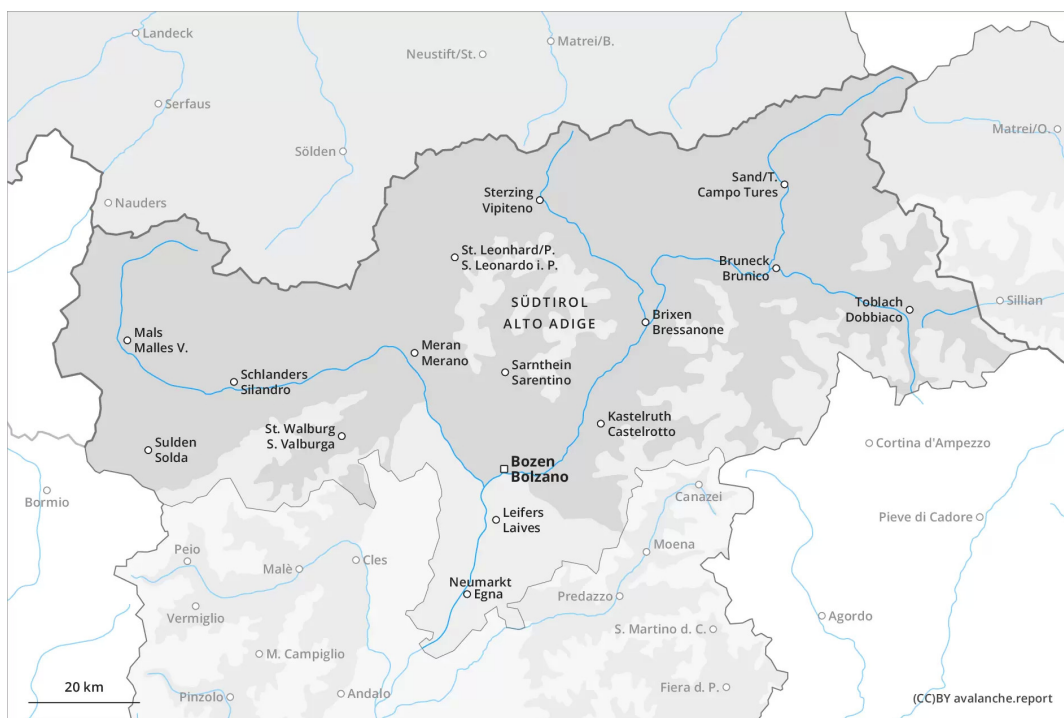 Landeck
Matrei/B.
Neustift/St.
Serfaus
Matrei/O.
Sölden
Sand/T.
Campo Tures
Sterzing
Vipiteno
Nauders
St. Leonhard/P.
S. Leonardo i. P.
Bruneck
Brunico
SÜDTIROL
ALTO ADIGE
Toblach
Dobbiaco
Sillian
Brixen
Bressanone
Mals
Malles V.
Meran
Merano
Sarnthein
Sarentino
Schlanders
Silandro
St. Walburg
S. Valburga
Kastelruth
Castelrotto
Sulden
Solda
Cortina d'Ampezzo
Bozen
Bolzano
Bormio
Canazei
Leifers
Laives
Pieve di Cadore
Peio
Malè
Cles
Moena
Neumarkt
Egna
Predazzo
Vermiglio
Agordo
S. Martino d. C.
M. Campiglio
20 km
Pinzolo
Andalo
Fiera d. P.
(CC)BY avalanche.report